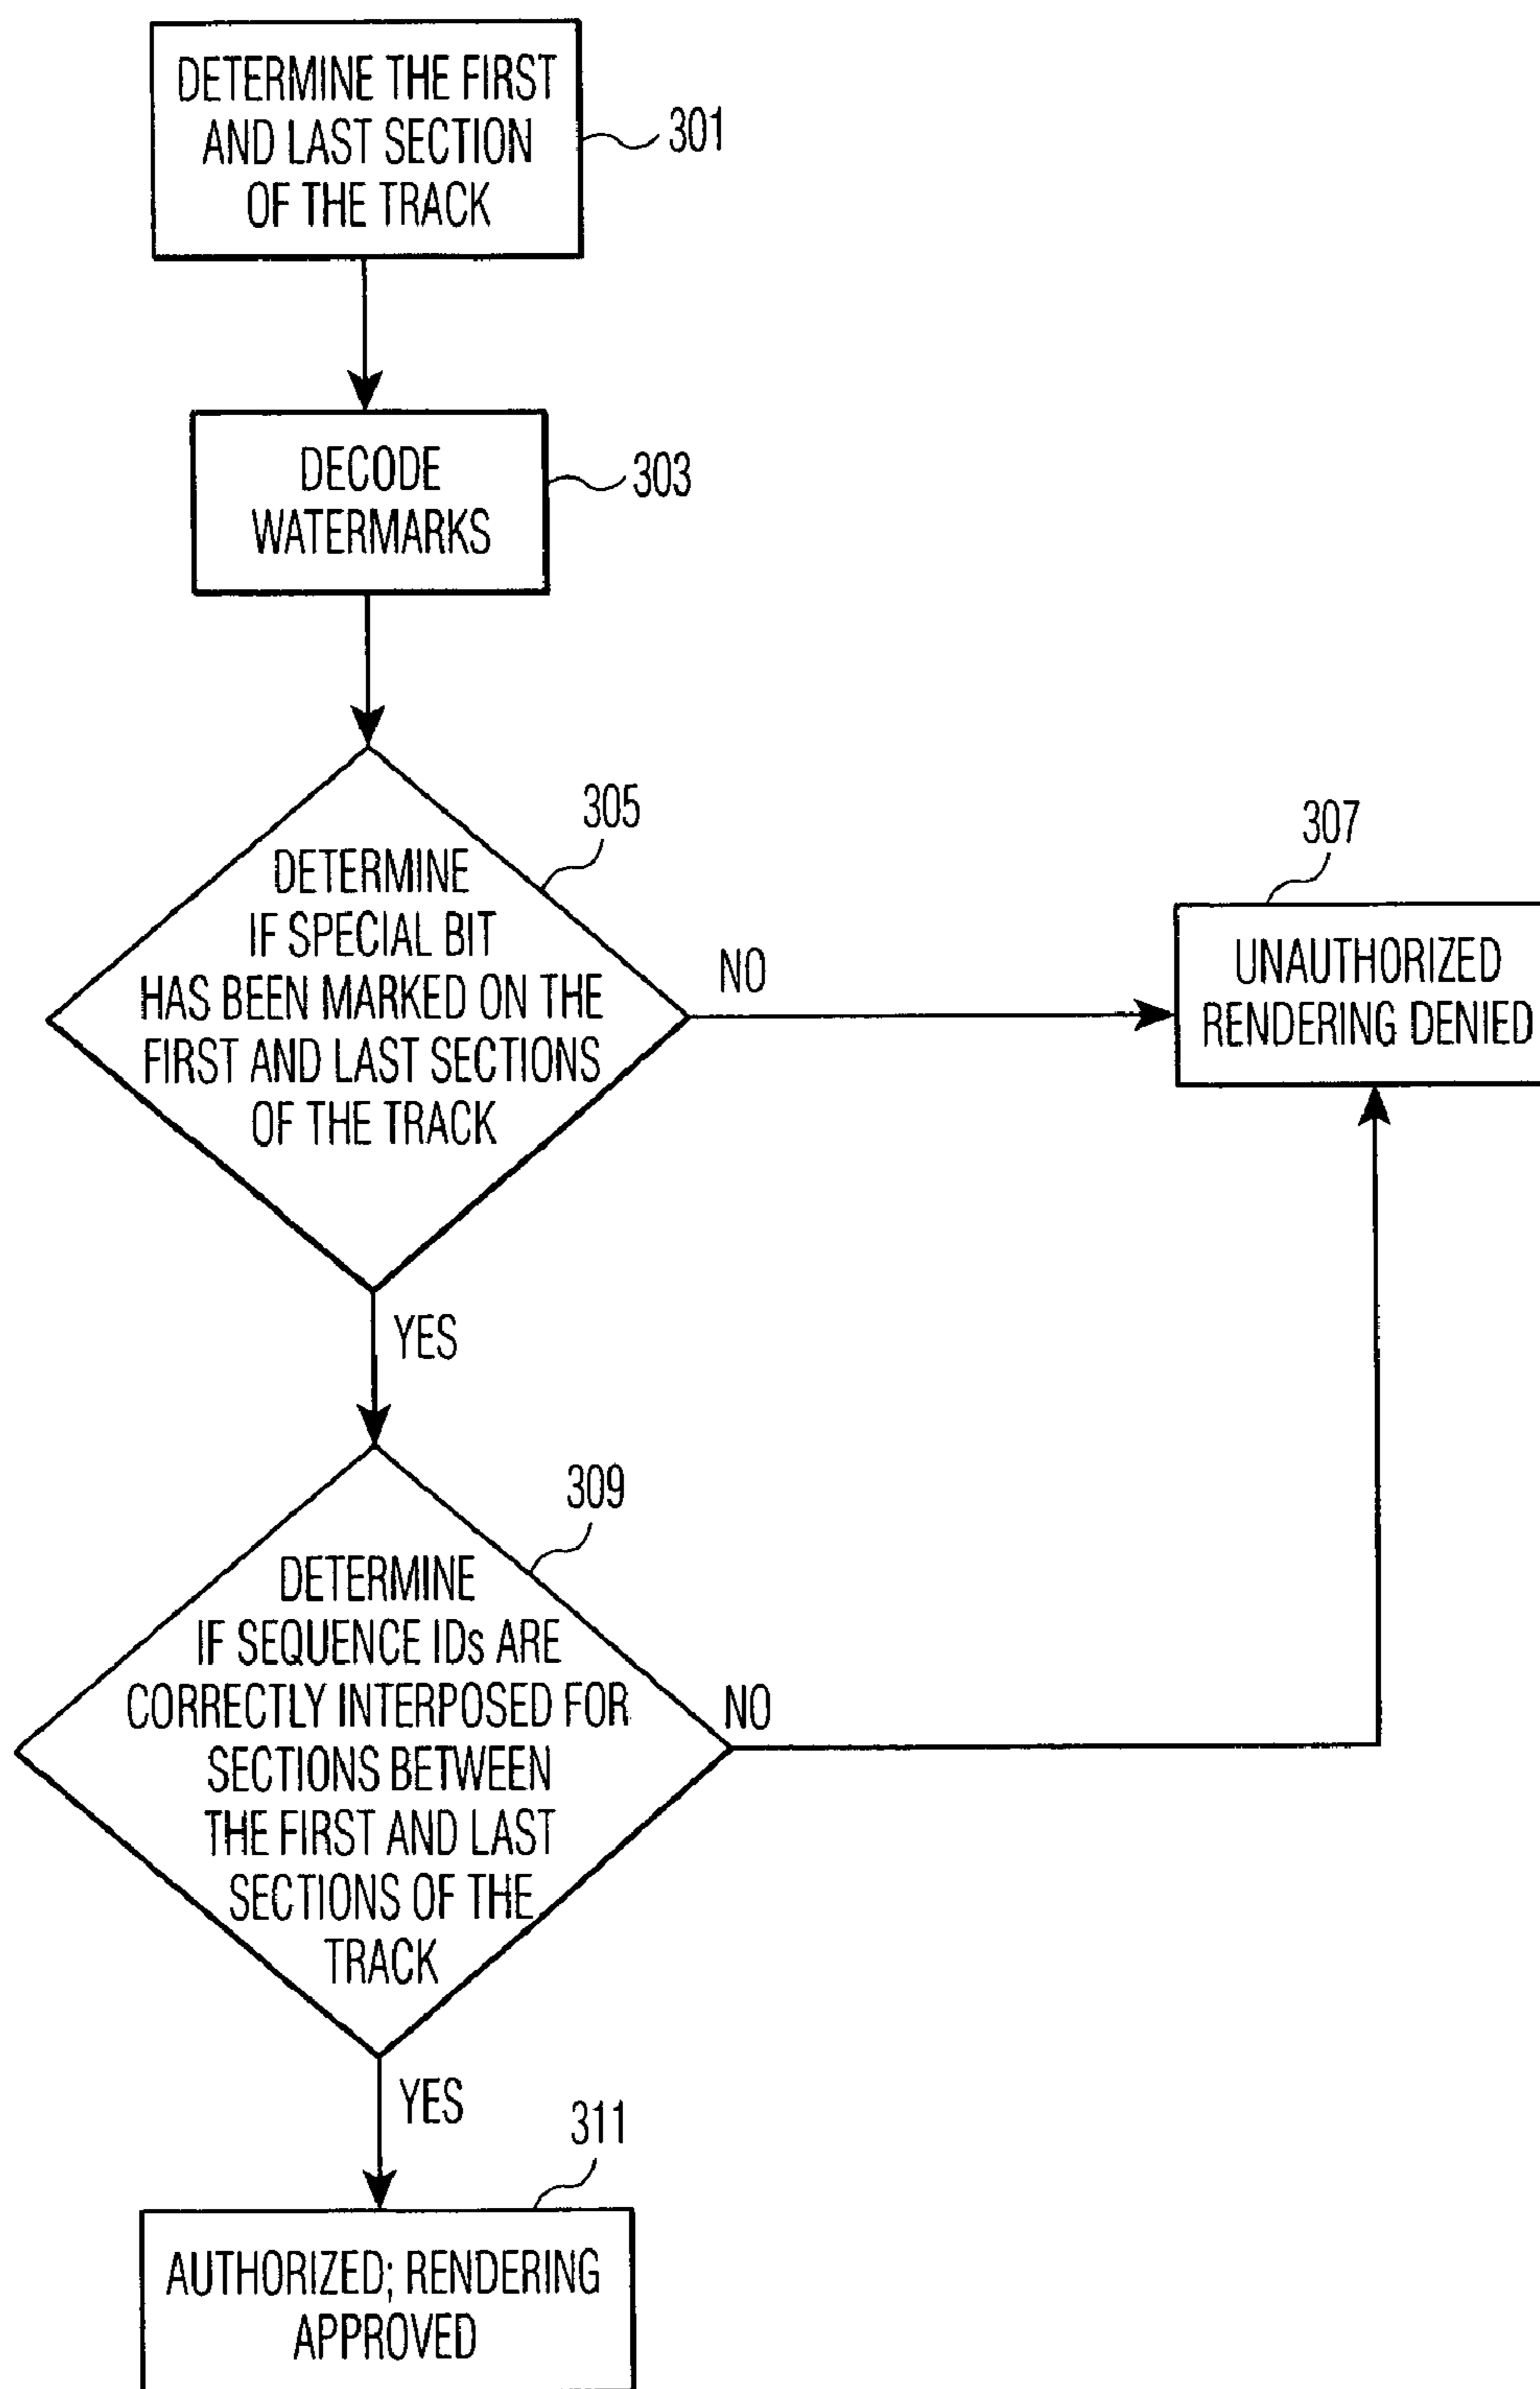 DETERMINE THE FIRST
AND LAST SECTION
OF THE TRACK
301
DECODE
WATERMARKS
303
305
DETERMINE
IF SPECIAL BIT
HAS BEEN MARKED ON THE
FIRST AND LAST SECTIONS
OF THE TRACK
NO
307
UNAUTHORIZED
RENDERING DENIED
YES
309
DETERMINE
IF SEQUENCE IDs ARE
CORRECTLY INTERPOSED FOR
SECTIONS BETWEEN
THE FIRST AND LAST
SECTIONS OF THE
TRACK
NO
YES
311
AUTHORIZED; RENDERING
APPROVED